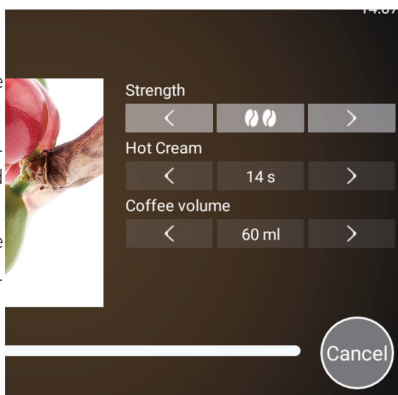 Strength
Hot Cream
14 s
Coffee volume
60 ml
Cancel